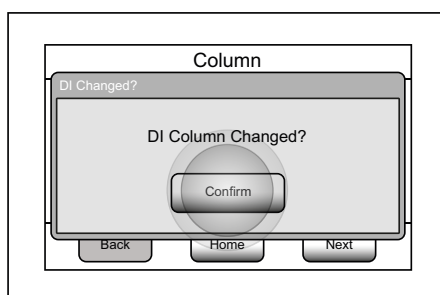 Column
DI Changed?
DI Column Changed?
Confirm
Back Home Next